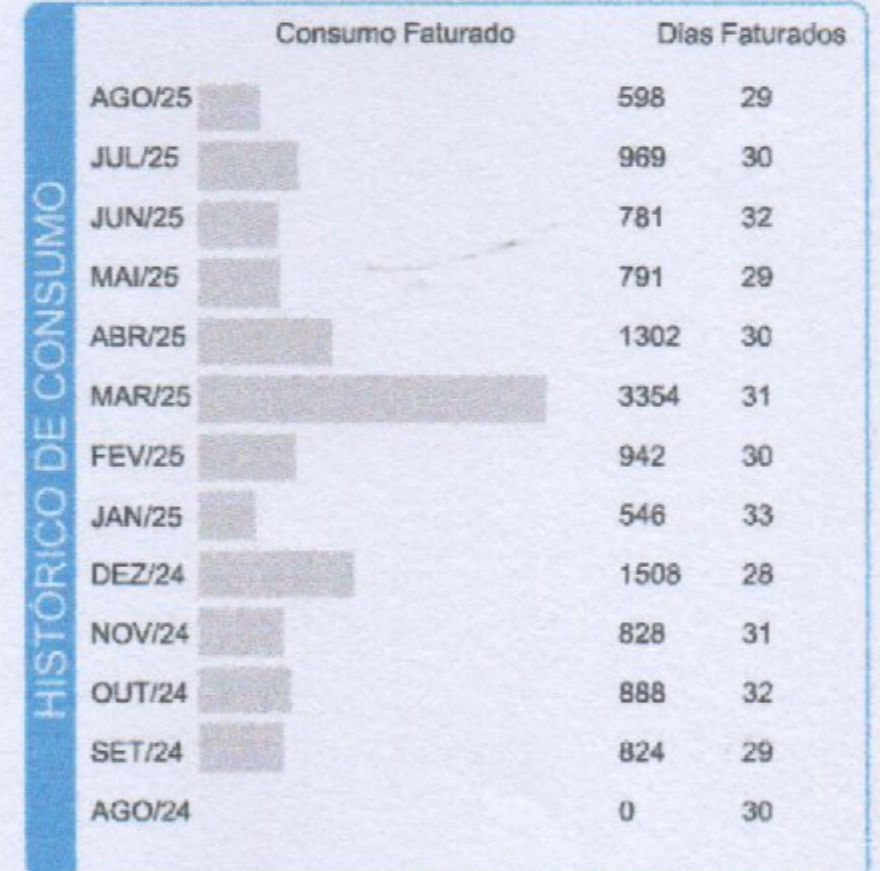 HISTÓRICO DE CONSUMO
Consumo Faturado Dias Faturados
AGO/25 598 29
JUL/25 969 30
JUN/25 781 32
MAI/25 791 29
ABR/25 1302 30
MAR/25 3354 31
FEV/25 942 30
JAN/25 546 33
DEZ/24 1508 28
NOV/24 828 31
OUT/24 888 32
SET/24 824 29
AGO/24 0 30